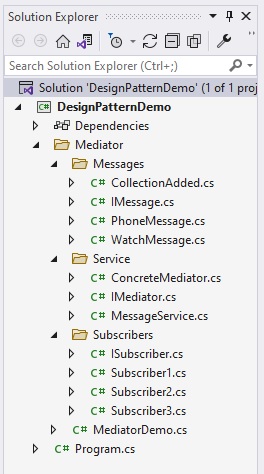 Solution Explorer
Search Solution Explorer (Ctrl+;)
Solution 'DesignPatternDemo' (1 of 1 proj
C# DesignPatternDemo
Dependencies
Mediator
Messages
C# CollectionAdded.cs
C# IMessage.cs
C# PhoneMessage.cs
C# WatchMessage.cs
Service
C# ConcreteMediator.cs
C# IMediator.cs
C# MessageService.cs
Subscribers
C# ISubscriber.cs
C# Subscriber1.cs
C# Subscriber2.cs
C# Subscriber3.cs
C# MediatorDemo.cs
C# Program.cs